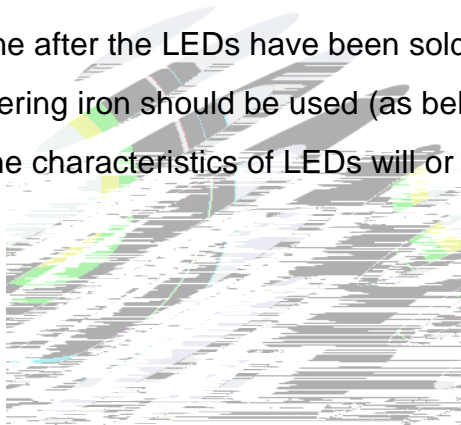 ne after the LEDs have been sold
ering iron should be used (as bel
ne characteristics of LEDs will or